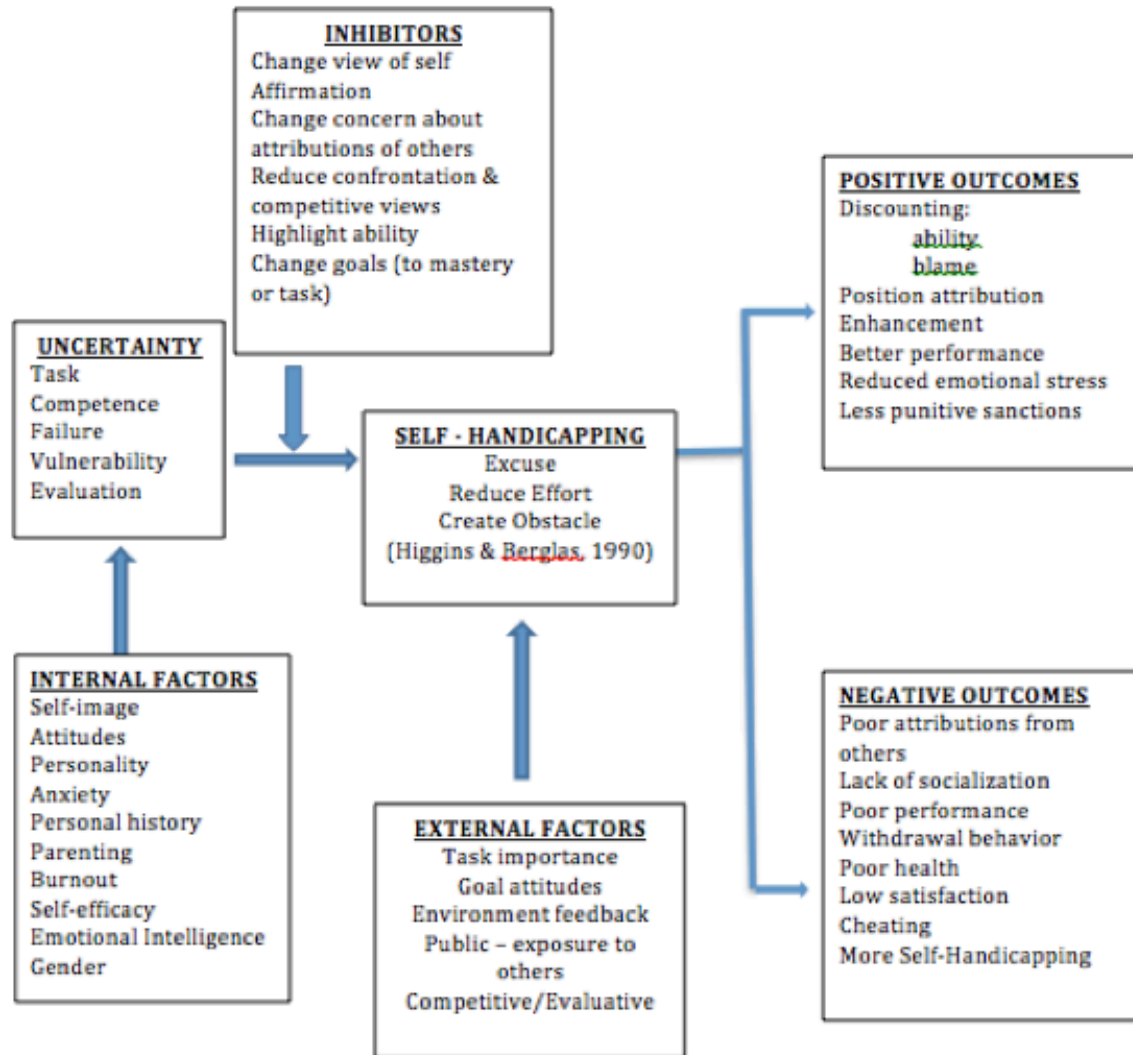 INHIBITORS
Change view of self
Affirmation
Change concern about
attributions of others
Reduce confrontation &
competitive views
Highlight ability
Change goals (to mastery
or task)
UNCERTAINTY
Task
Competence
Failure
Vulnerability
Evaluation
SELF - HANDICAPPING
Excuse
Reduce Effort
Create Obstacle
(Higgins & Berglas, 1990)
POSITIVE OUTCOMES
Discounting:
ability
blame
Position attribution
Enhancement
Better performance
Reduced emotional stress
Less punitive sanctions
INTERNAL FACTORS
Self-image
Attitudes
Personality
Anxiety
Personal history
Parenting
Burnout
Self-efficacy
Emotional Intelligence
Gender
EXTERNAL FACTORS
Task importance
Goal attitudes
Environment feedback
Public – exposure to
others
Competitive/Evaluative
NEGATIVE OUTCOMES
Poor attributions from
others
Lack of socialization
Poor performance
Withdrawal behavior
Poor health
Low satisfaction
Cheating
More Self-Handicapping